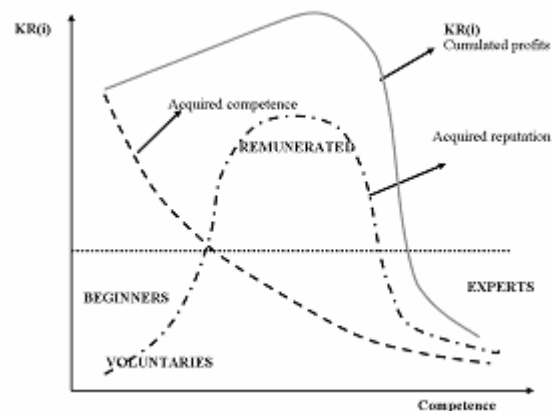 KR(i)
KR(i)
Cumulated profits
Acquired competence
Acquired reputation
REMUNERATED
BEGINNERS
EXPERTS
VOLUNTARIES
Competence